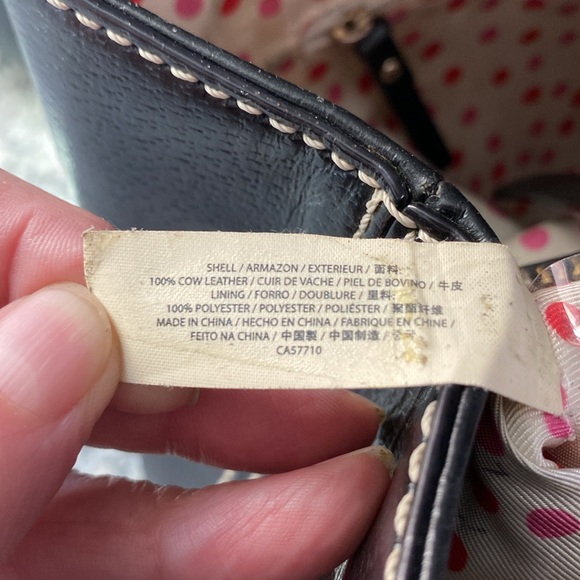 SHELL / ARMAZON / EXTERIEUR / 面料:
100% COW LEATHER / CUIR DE VACHE / PIEL DE BOVINO / 牛皮
LINING / FORRO / DOUBLURE / 里料:
100% POLYESTER / POLYESTER / POLIÉSTER / 聚酯纤维
MADE IN CHINA / HECHO EN CHINA / FABRIQUE EN CHINE /
FEITO NA CHINA / 中国製 / 中国制造 /
CA57710